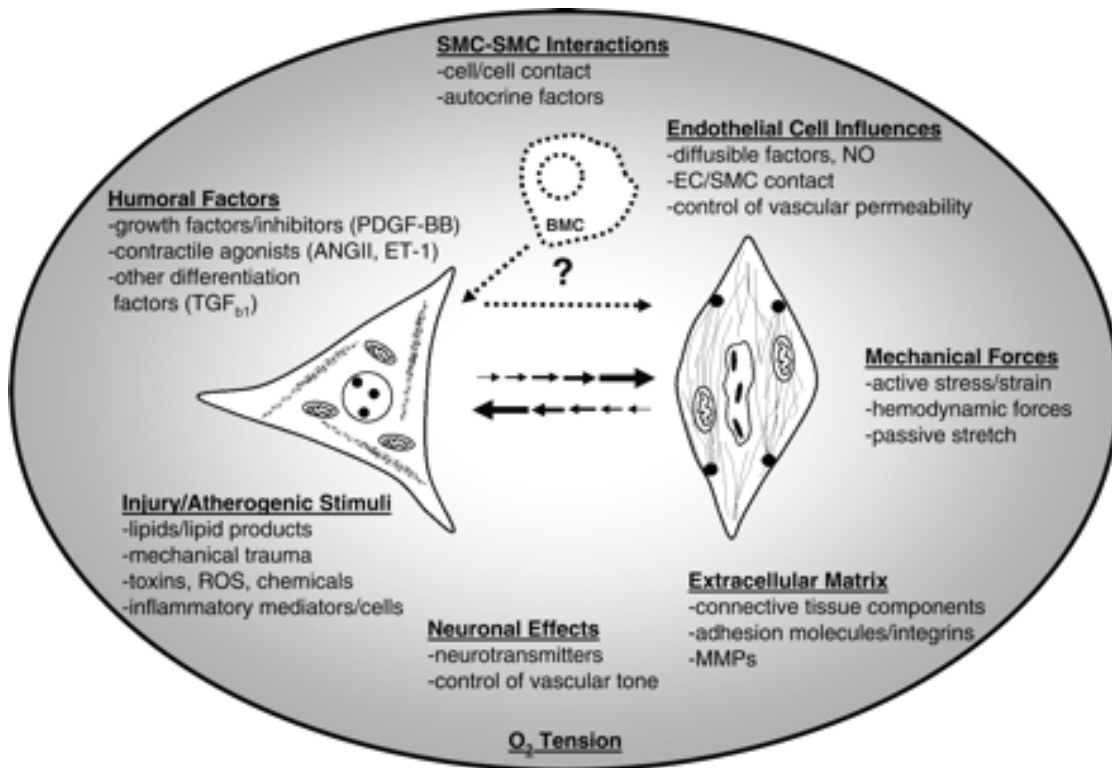 SMC-SMC Interactions
-cell/cell contact
-autocrine factors
Endothelial Cell Influences
-diffusible factors, NO
-EC/SMC contact
-control of vascular permeability
BMC
?
Humoral Factors
-growth factors/inhibitors (PDGF-BB)
-contractile agonists (ANGII, ET-1)
-other differentiation
factors (TGFb1)
Mechanical Forces
-active stress/strain
-hemodynamic forces
-passive stretch
Injury/Atherogenic Stimuli
-lipids/lipid products
-mechanical trauma
-toxins, ROS, chemicals
-inflammatory mediators/cells
Extracellular Matrix
-connective tissue components
-adhesion molecules/integrins
-MMPs
Neuronal Effects
-neurotransmitters
-control of vascular tone
O2 Tension